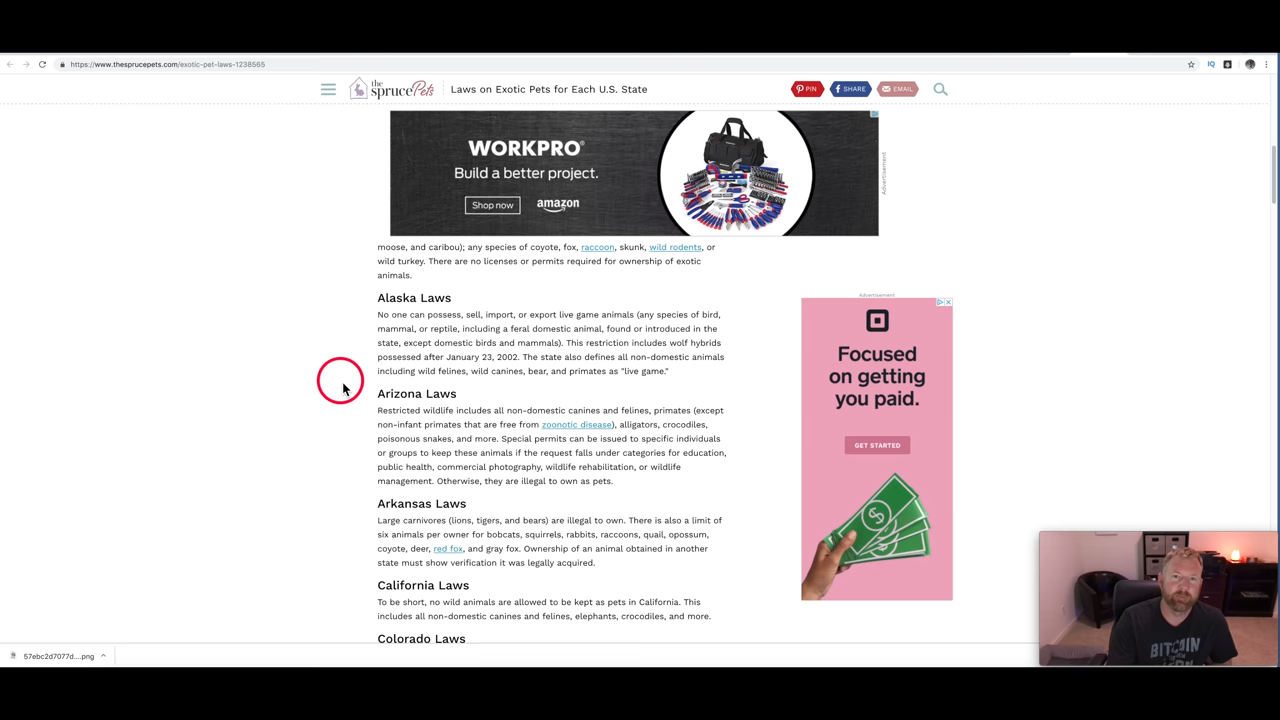 https://www.thesprucepets.com/exotic-pet-laws-1238565
IQ
the
sprucePets
Laws on Exotic Pets for Each U.S. State
PIN
SHARE
EMAIL
WORKPRO®
Build a better project.
Shop now
amazon
Advertisement
moose, and caribou); any species of coyote, fox, raccoon, skunk, wild rodents, or
wild turkey. There are no licenses or permits required for ownership of exotic
animals.
Alaska Laws
No one can possess, sell, import, or export live game animals (any species of bird,
mammal, or reptile, including a feral domestic animal, found or introduced in the
state, except domestic birds and mammals). This restriction includes wolf hybrids
possessed after January 23, 2002. The state also defines all non-domestic animals
including wild felines, wild canines, bear, and primates as "live game."
Arizona Laws
Restricted wildlife includes all non-domestic canines and felines, primates (except
non-infant primates that are free from zoonotic disease), alligators, crocodiles,
poisonous snakes, and more. Special permits can be issued to specific individuals
or groups to keep these animals if the request falls under categories for education,
public health, commercial photography, wildlife rehabilitation, or wildlife
management. Otherwise, they are illegal to own as pets.
Arkansas Laws
Large carnivores (lions, tigers, and bears) are illegal to own. There is also a limit of
six animals per owner for bobcats, squirrels, rabbits, raccoons, quail, opossum,
coyote, deer, red fox, and gray fox. Ownership of an animal obtained in another
state must show verification it was legally acquired.
California Laws
To be short, no wild animals are allowed to be kept as pets in California. This
includes all non-domestic canines and felines, elephants, crocodiles, and more.
Colorado Laws
Advertisement
Focused
on getting
you paid.
GET STARTED
57ebc2d7077d....png
BITCOIN